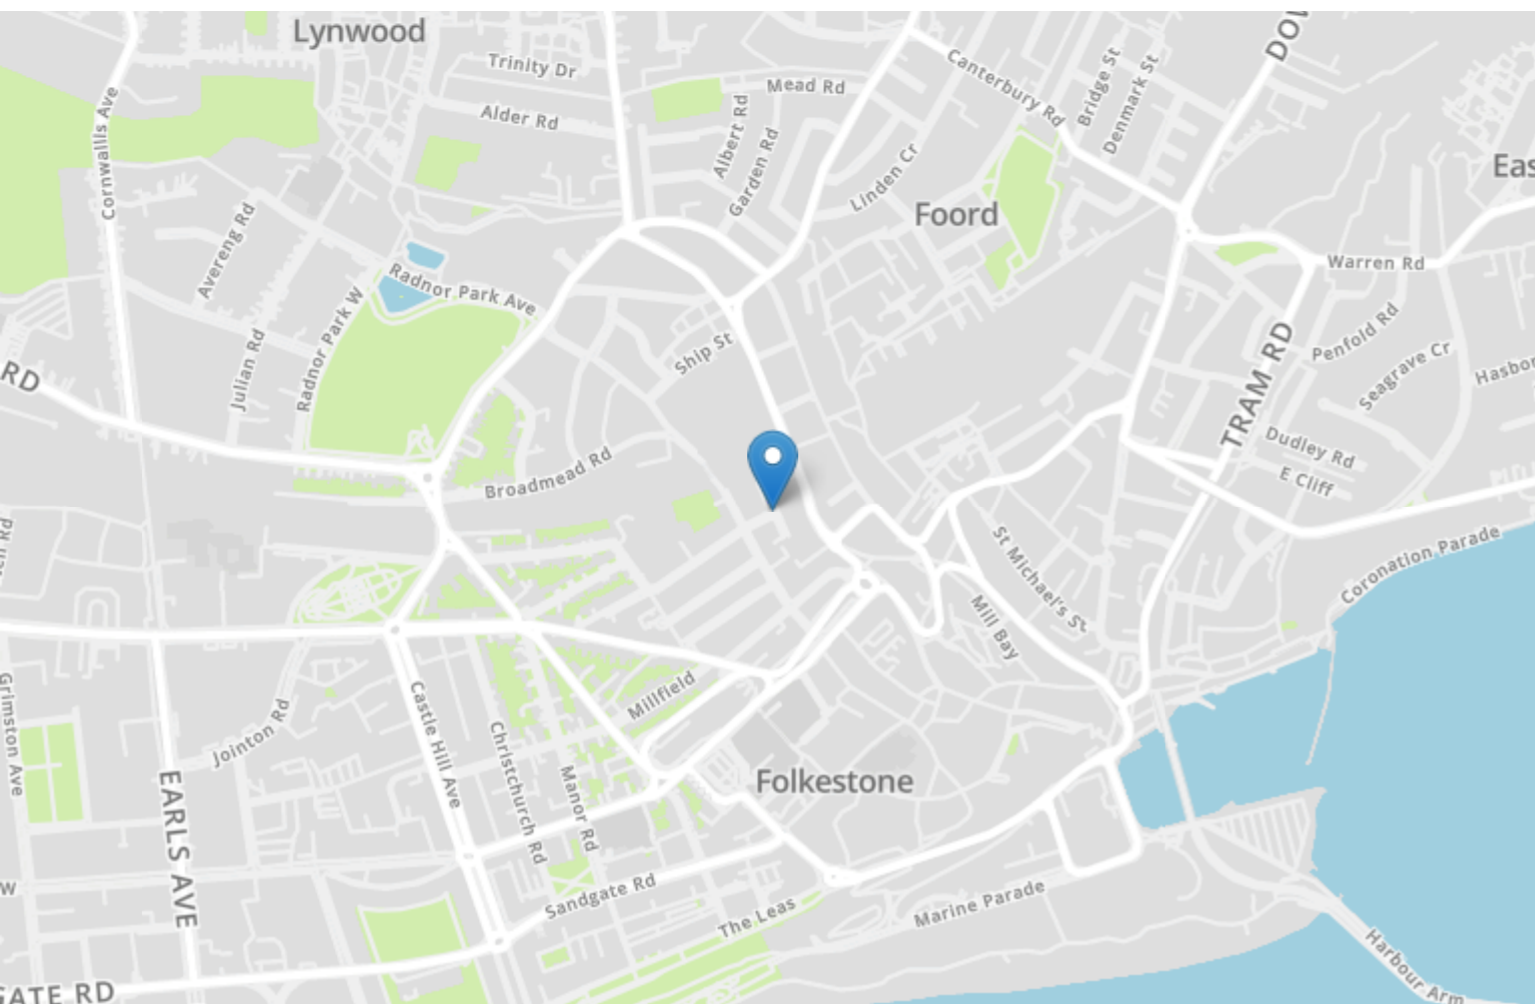 Lynwood
Trinity Dr
Mead Rd
Canterbury Rd
Bridge St
Denmark St
Alder Rd
Albert Rd
Garden Rd
Linden Cr
Cornwallis Ave
Foord
Avereng Rd
Radnor Park Ave
Warren Rd
Radnor Park W
Julian Rd
RD
Ship St
TRAM RD
Penfold Rd
Seagrave Cr
Dudley Rd
E Cliff
Broadmead Rd
St Michael's St
Coronation Parade
Mill Bay
Grimston Ave
Jointon Rd
Castle Hill Ave
Christchurch Rd
Manor Rd
Millfield
Folkestone
EARLS AVE
W
Sandgate Rd
The Leas
Marine Parade
Harbour Arm
GATE RD